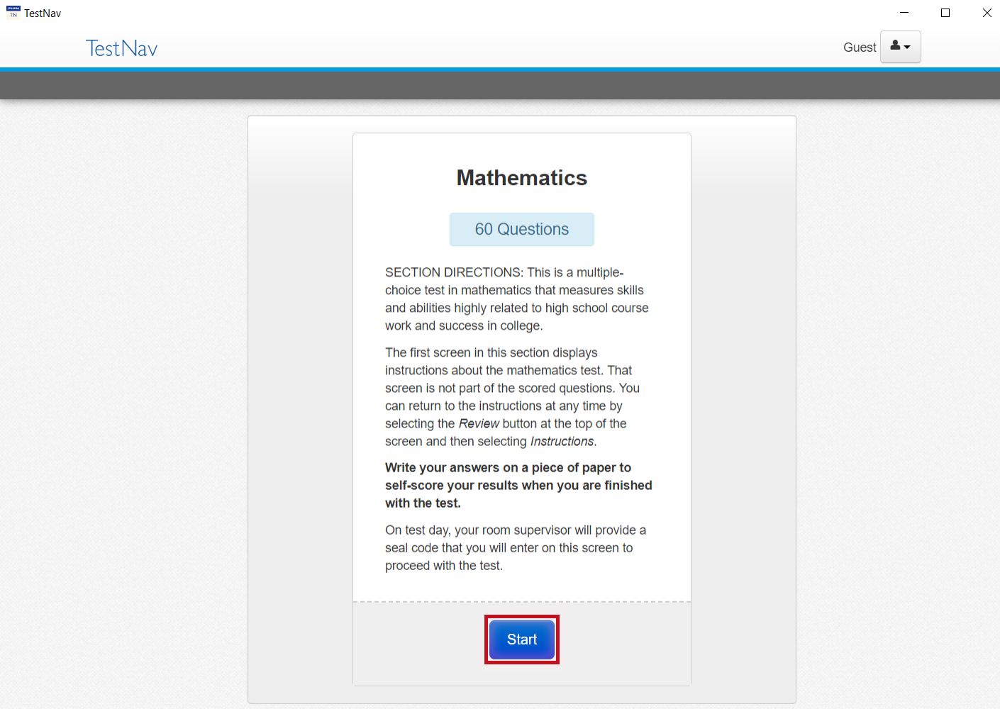 PEARSON
TN
TestNav
TestNav
Guest
Mathematics
60 Questions
SECTION DIRECTIONS: This is a multiple-
choice test in mathematics that measures skills
and abilities highly related to high school course
work and success in college.
The first screen in this section displays
instructions about the mathematics test. That
screen is not part of the scored questions. You
can return to the instructions at any time by
selecting the Review button at the top of the
screen and then selecting Instructions.
Write your answers on a piece of paper to
self-score your results when you are finished
with the test.
On test day, your room supervisor will provide a
seal code that you will enter on this screen to
proceed with the test.
Start